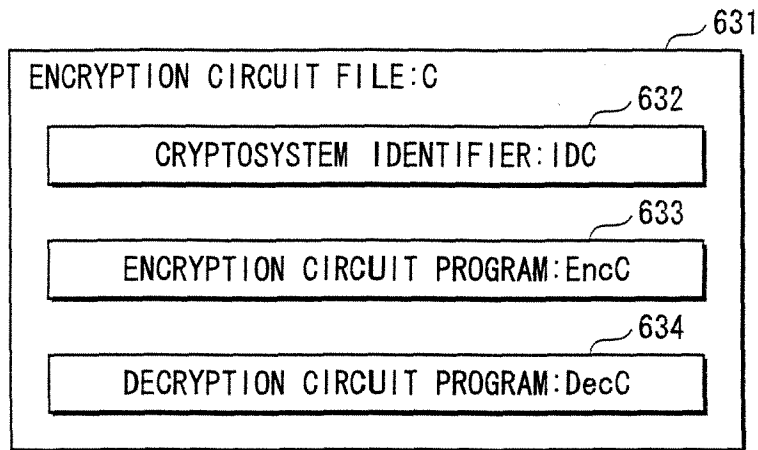 631
ENCRYPTION CIRCUIT FILE:C
632
CRYPTOSYSTEM IDENTIFIER:IDC
633
ENCRYPTION CIRCUIT PROGRAM:EncC
634
DECRYPTION CIRCUIT PROGRAM:DecC